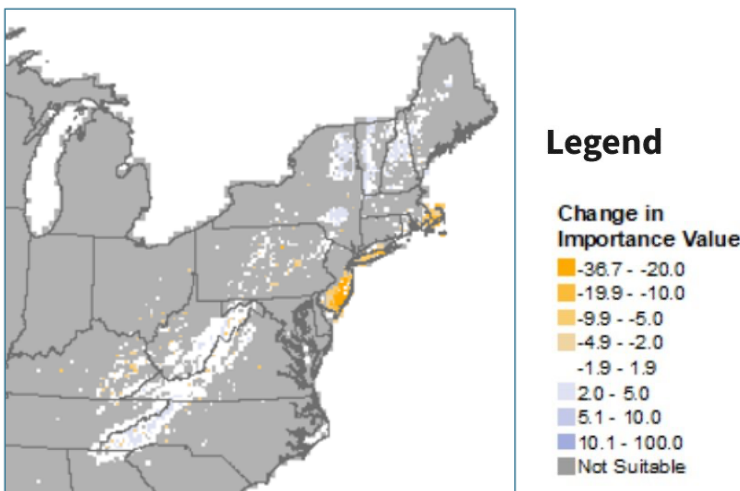 Legend
Change in
Importance Value
-36.7 - -20.0
-19.9 - -10.0
-9.9 - -5.0
-4.9 - -2.0
-1.9 - 1.9
2.0 - 5.0
5.1 - 10.0
10.1 - 100.0
Not Suitable